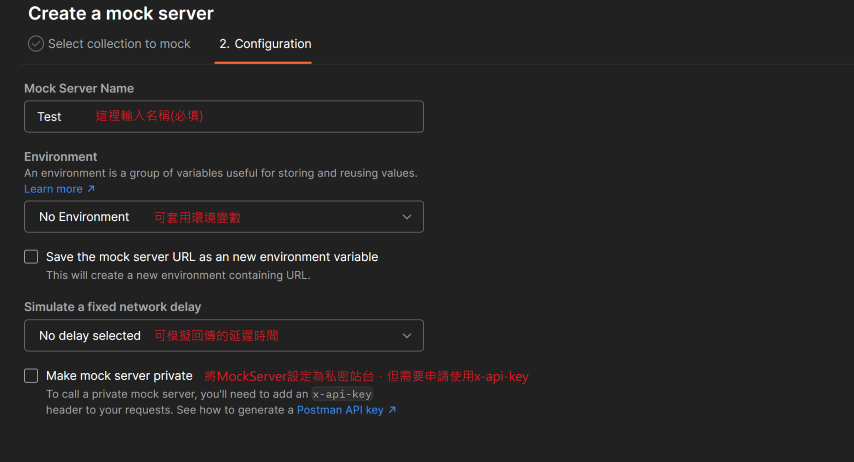 Create a mock server
Select collection to mock 2. Configuration
Mock Server Name
Test 這裡輸入名稱(必填)
Environment
An environment is a group of variables useful for storing and reusing values.
Learn more ↗
No Environment 可套用環境變數
Save the mock server URL as an new environment variable
This will create a new environment containing URL.
Simulate a fixed network delay
No delay selected 可模擬回傳的延遲時間
Make mock server private 將MockServer設定為私密站台，但需要申請使用x-api-key
To call a private mock server, you'll need to add an x-api-key
header to your requests. See how to generate a Postman API key ↗